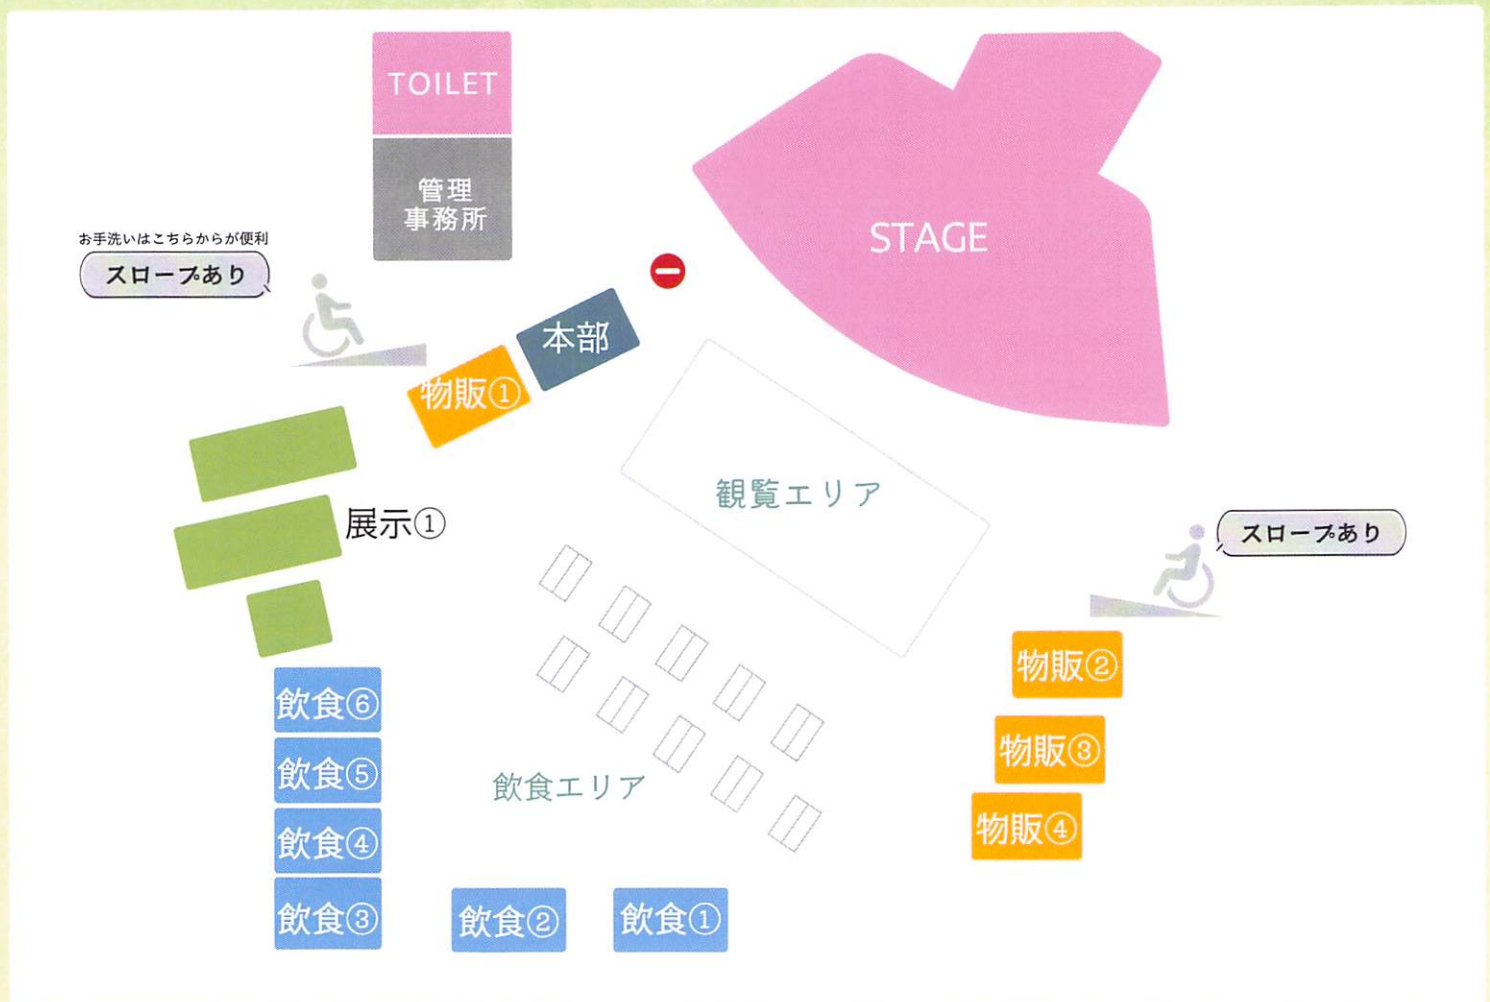 TOILET
管理
事務所
STAGE
お手洗いはこちらからが便利
スロープあり
本部
物販①
観覧エリア
展示①
スロープあり
物販②
飲食⑥
物販③
飲食⑤
飲食エリア
物販④
飲食④
飲食③
飲食②
飲食①